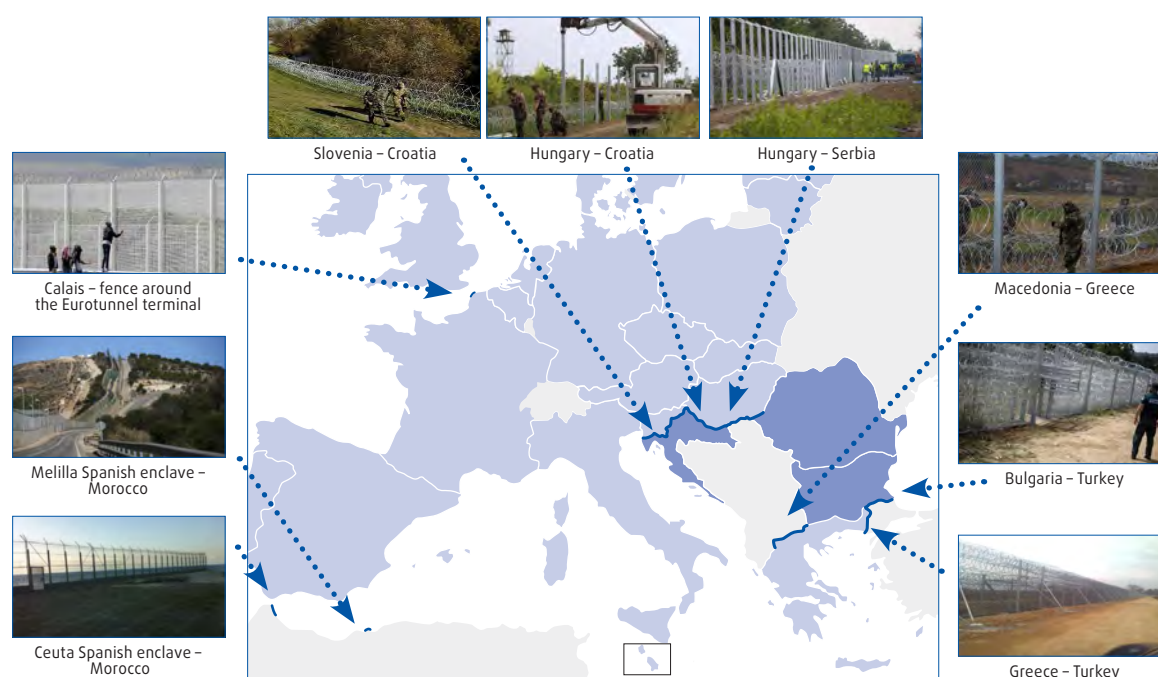 Slovenia – Croatia
Hungary – Croatia
Hungary – Serbia
Calais – fence around
the Eurotunnel terminal
Macedonia – Greece
Melilla Spanish enclave –
Morocco
Bulgaria – Turkey
Ceuta Spanish enclave –
Morocco
Greece – Turkey